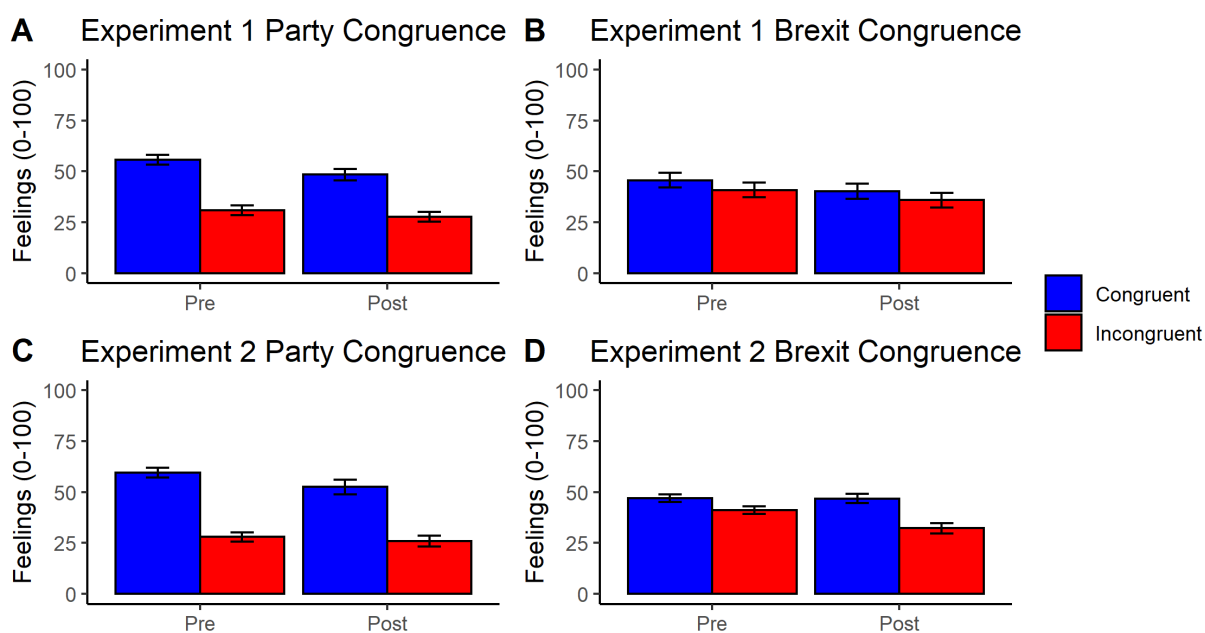 A Experiment 1 Party Congruence
Feelings (0-100)
100
75
50
25
0
Pre Post
B Experiment 1 Brexit Congruence
Feelings (0-100)
100
75
50
25
0
Pre Post
Congruent
Incongruent
C Experiment 2 Party Congruence
Feelings (0-100)
100
75
50
25
0
Pre Post
D Experiment 2 Brexit Congruence
Feelings (0-100)
100
75
50
25
0
Pre Post